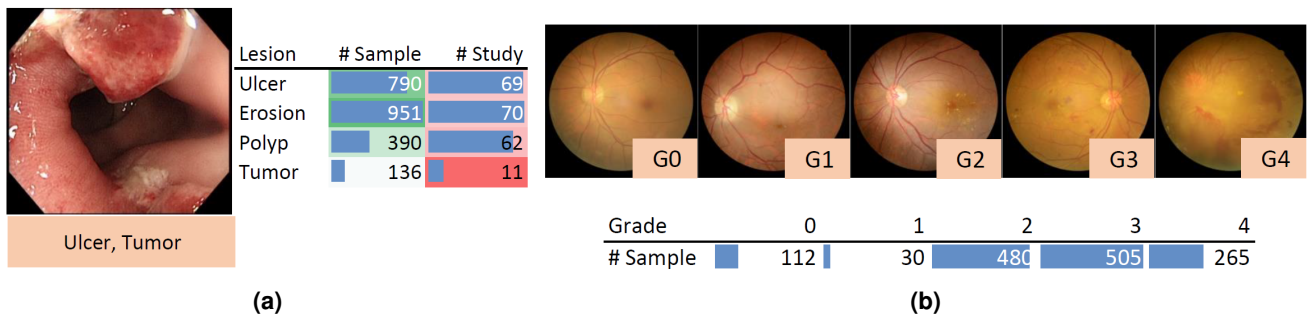 Lesion # Sample # Study
Ulcer 790 69
Erosion 951 70
Polyp 390 62
Tumor 136 11
Ulcer, Tumor
(a)
G0 G1 G2 G3 G4
Grade 0 1 2 3 4
# Sample 112 30 480 505 265
(b)